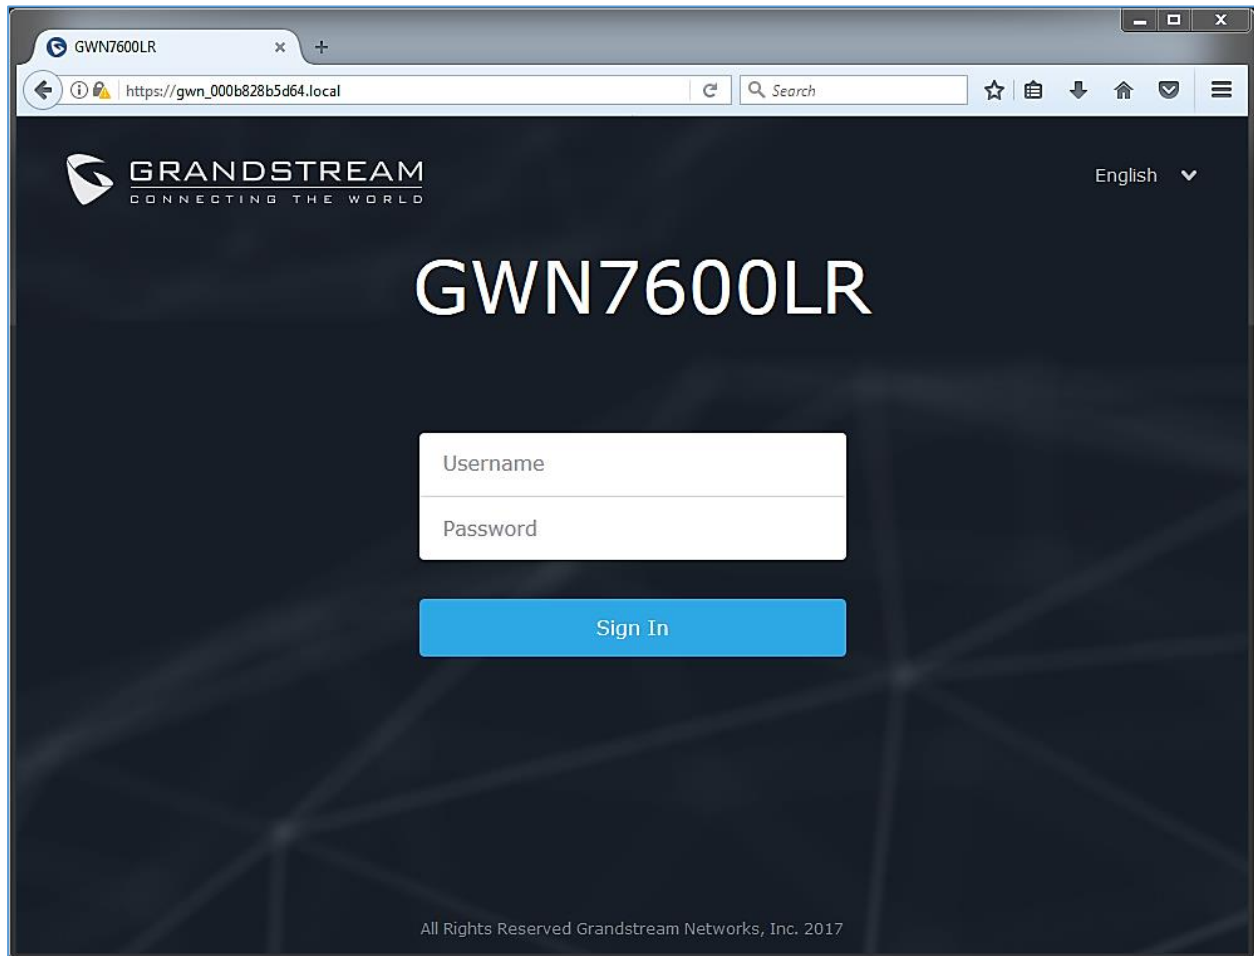 GWN7600LR
https://gwn_000b828b5d64.local
Search
GRANDSTREAM
CONNECTING THE WORLD
English
GWN7600LR
Username
Password
Sign In
All Rights Reserved Grandstream Networks, Inc. 2017